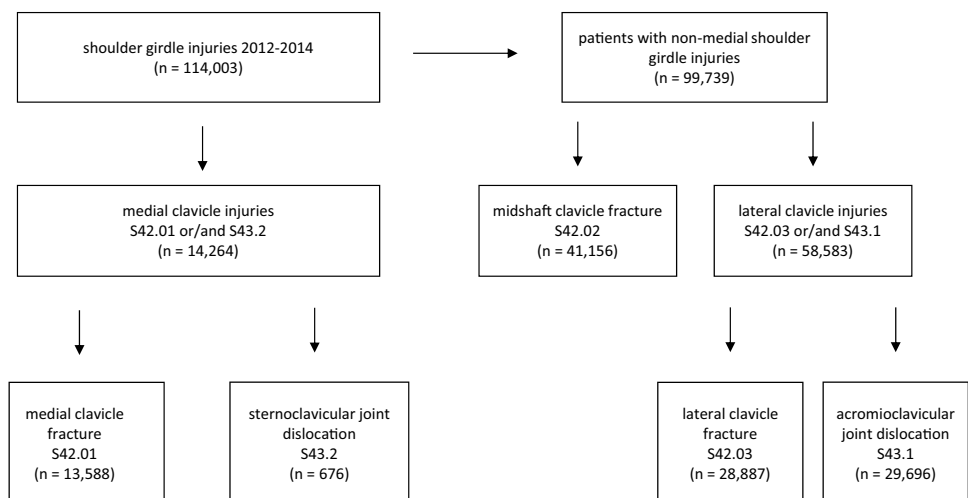 shoulder girdle injuries 2012-2014
(n = 114,003)
patients with non-medial shoulder
girdle injuries
(n = 99,739)
medial clavicle injuries
S42.01 or/and S43.2
(n = 14,264)
midshaft clavicle fracture
S42.02
(n = 41,156)
lateral clavicle injuries
S42.03 or/and S43.1
(n = 58,583)
medial clavicle
fracture
S42.01
(n = 13,588)
sternoclavicular joint
dislocation
S43.2
(n = 676)
lateral clavicle
fracture
S42.03
(n = 28,887)
acromioclavicular
joint dislocation
S43.1
(n = 29,696)